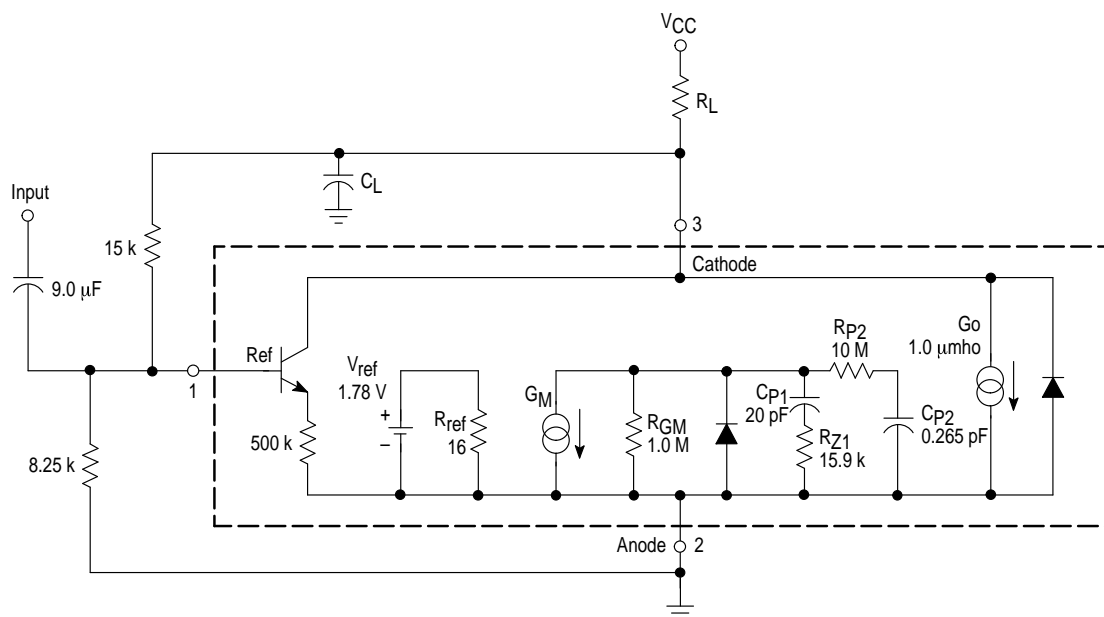 VCC
RL
CL
Input
15 k
9.0 µF
3
Cathode
Ref
1
Vref
1.78 V
+
–
Rref
16
500 k
8.25 k
GM
RGM
1.0 M
RP2
10 M
CP1
20 pF
RZ1
15.9 k
CP2
0.265 pF
Go
1.0 µmho
Anode
2